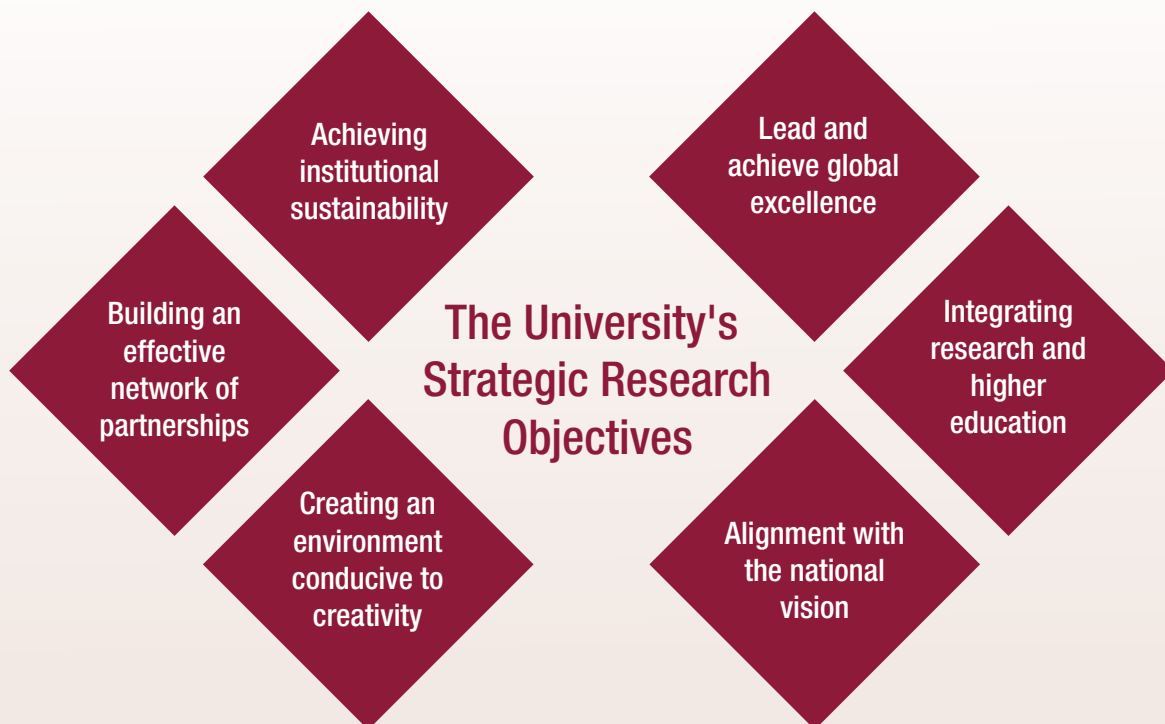 Achieving
institutional
sustainability
Lead and
achieve global
excellence
Building an
effective
network of
partnerships
The University's
Strategic Research
Objectives
Integrating
research and
higher
education
Creating an
environment
conducive to
creativity
Alignment with
the national
vision